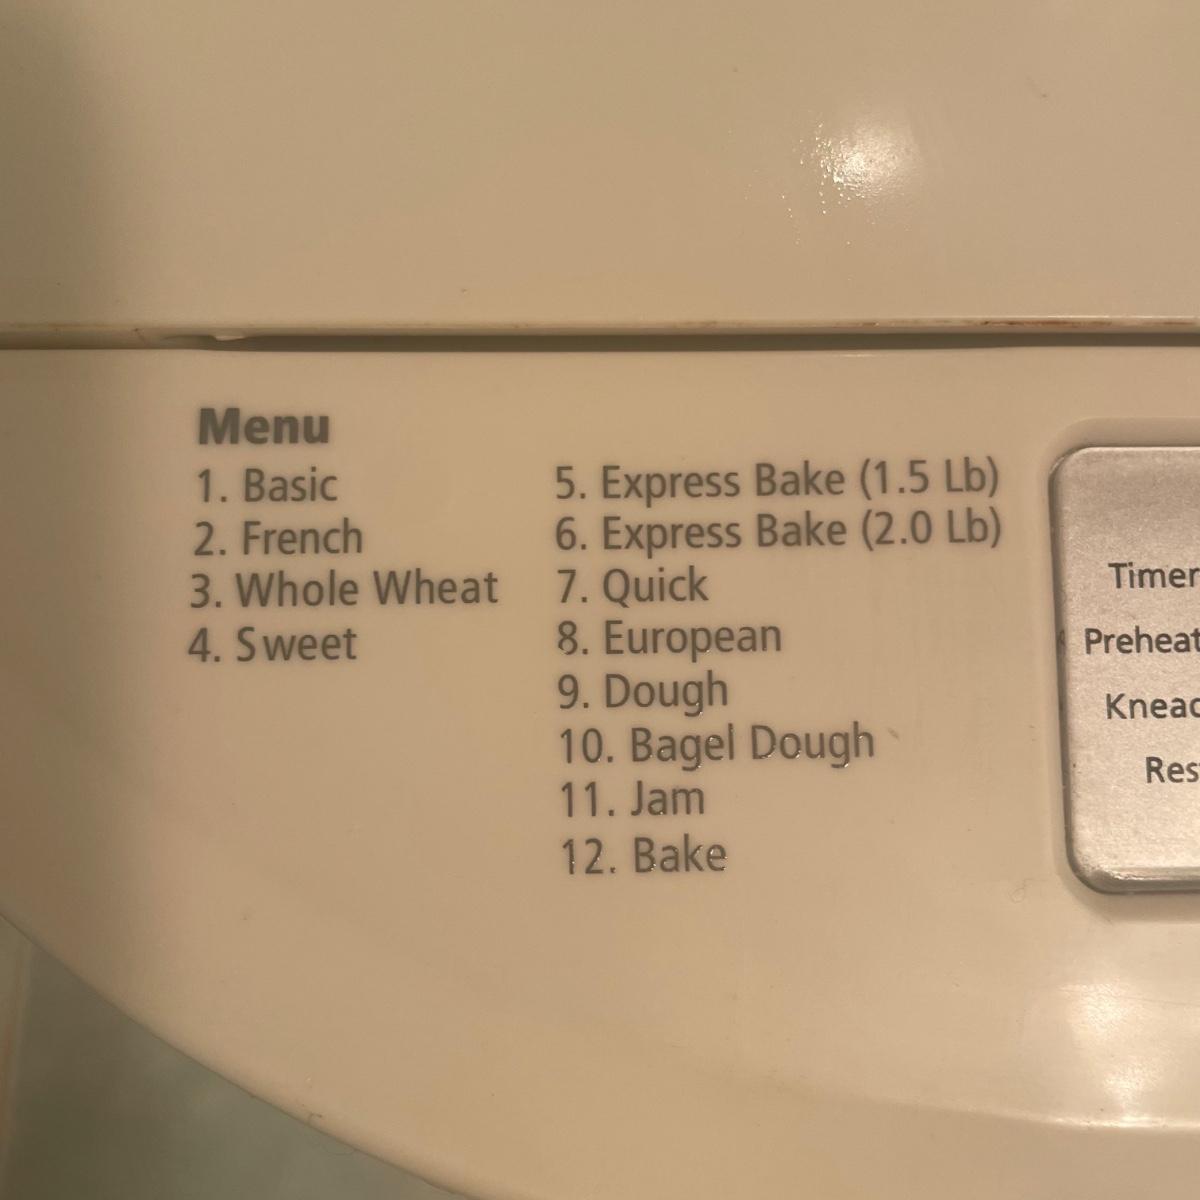 Menu
1. Basic
2. French
3. Whole Wheat
4. Sweet
5. Express Bake (1.5 Lb)
6. Express Bake (2.0 Lb)
7. Quick
8. European
9. Dough
10. Bagel Dough
11. Jam
12. Bake
Timer
Preheat